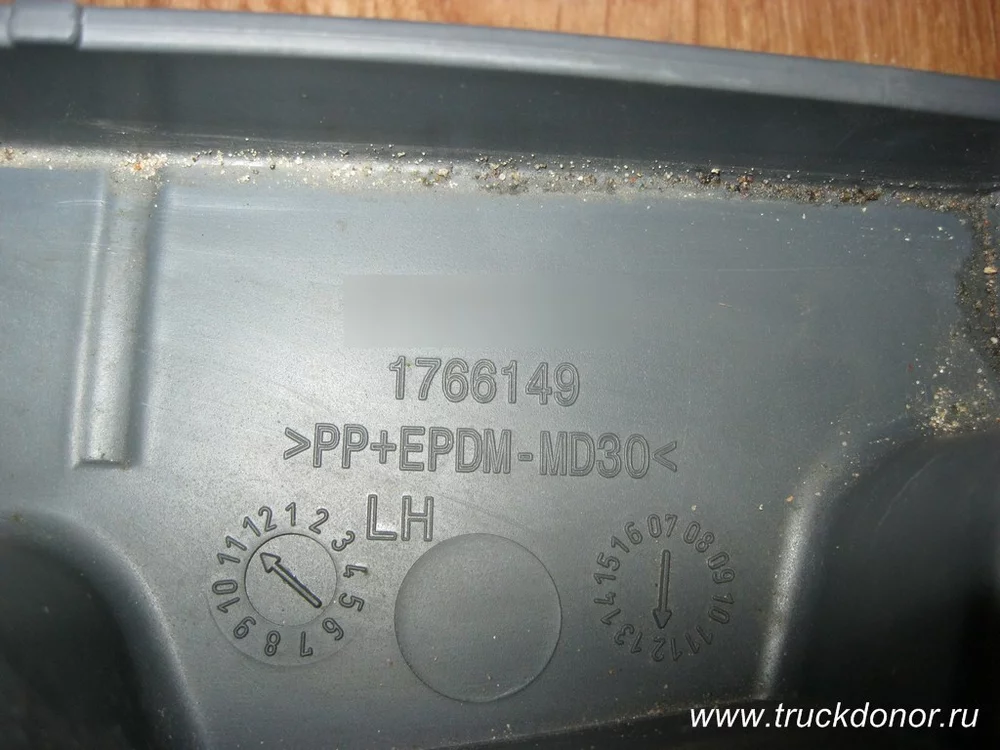 1766149
>PP+EPDM-MD30<
LH
1 2 3 4 5 6 7 8 9 10 11 12
07 08 09 10 11 12 13 14 15 16
www.truckdonor.ru